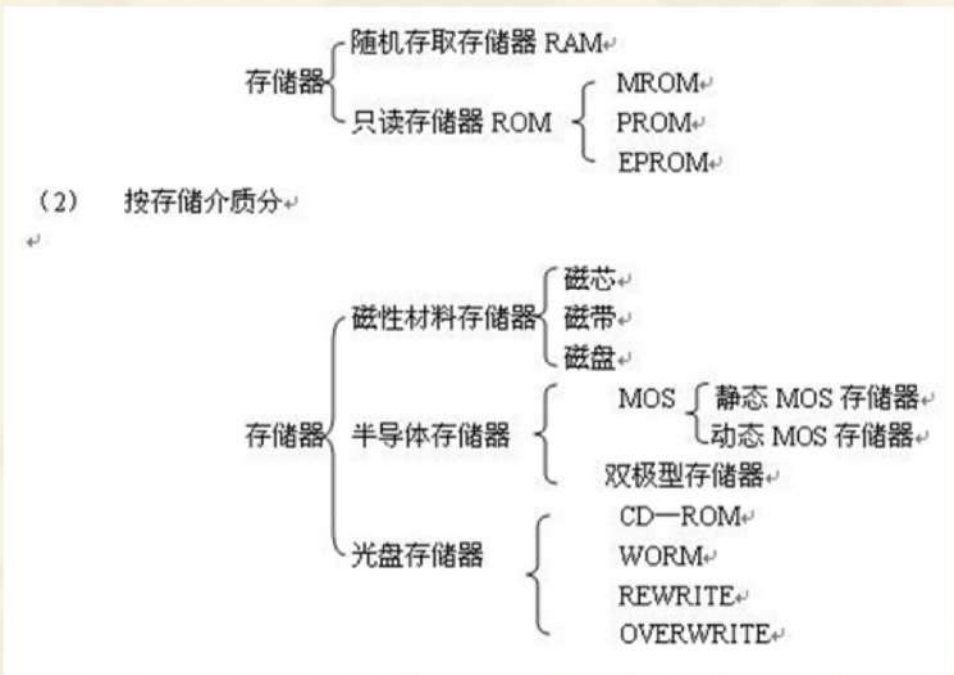 随机存取存储器 RAM
存储器
只读存储器 ROM
MROM
PROM
EPROM
（2） 按存储介质分
存储器
磁性材料存储器
磁芯
磁带
磁盘
半导体存储器
MOS
静态 MOS 存储器
动态 MOS 存储器
双极型存储器
光盘存储器
CD—ROM
WORM
REWRITE
OVERWRITE